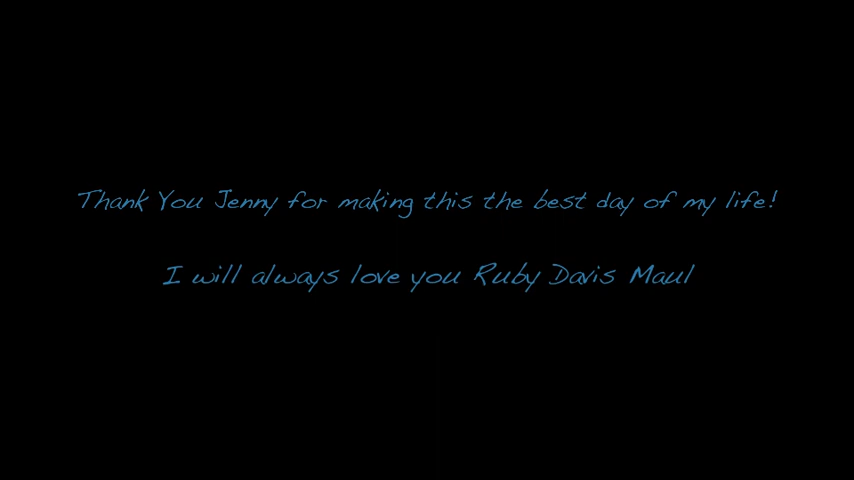 Thank You Jenny for making this the best day of my life!
I will always love you Ruby Davis Maul